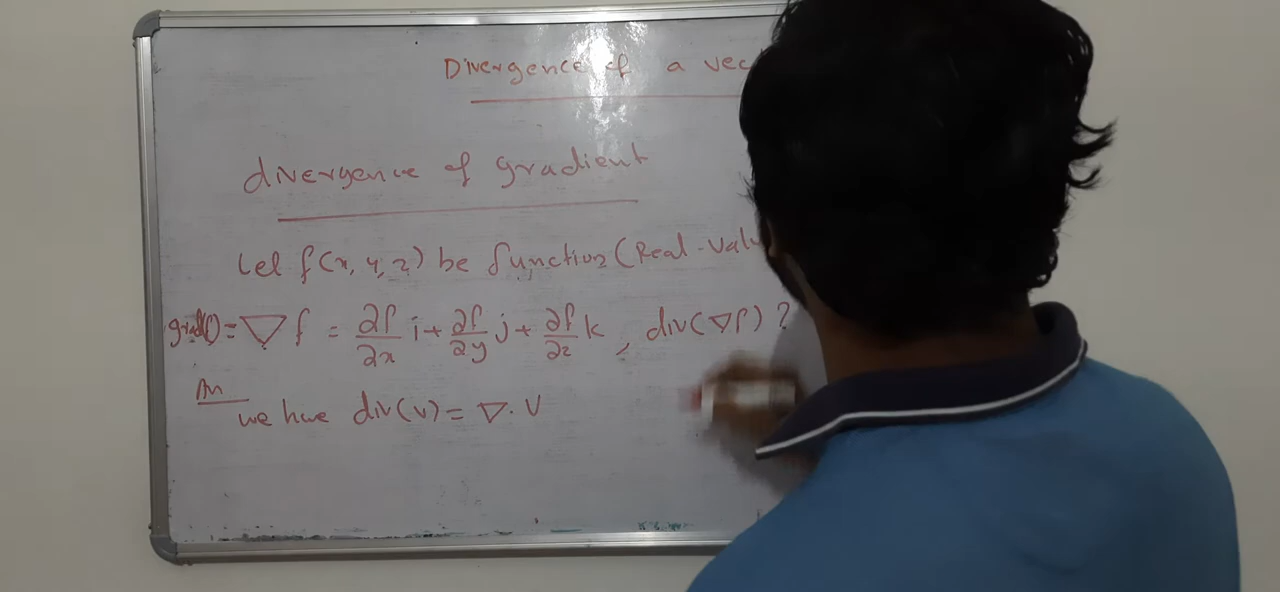 Divergence of a vec
divergence of gradient
Let f(x, y, z) be function (Real-Valu
grad(f) = ∇f = ∂f/∂x i + ∂f/∂y j + ∂f/∂z k, div(∇f)?
An
we have div(v) = ∇. V